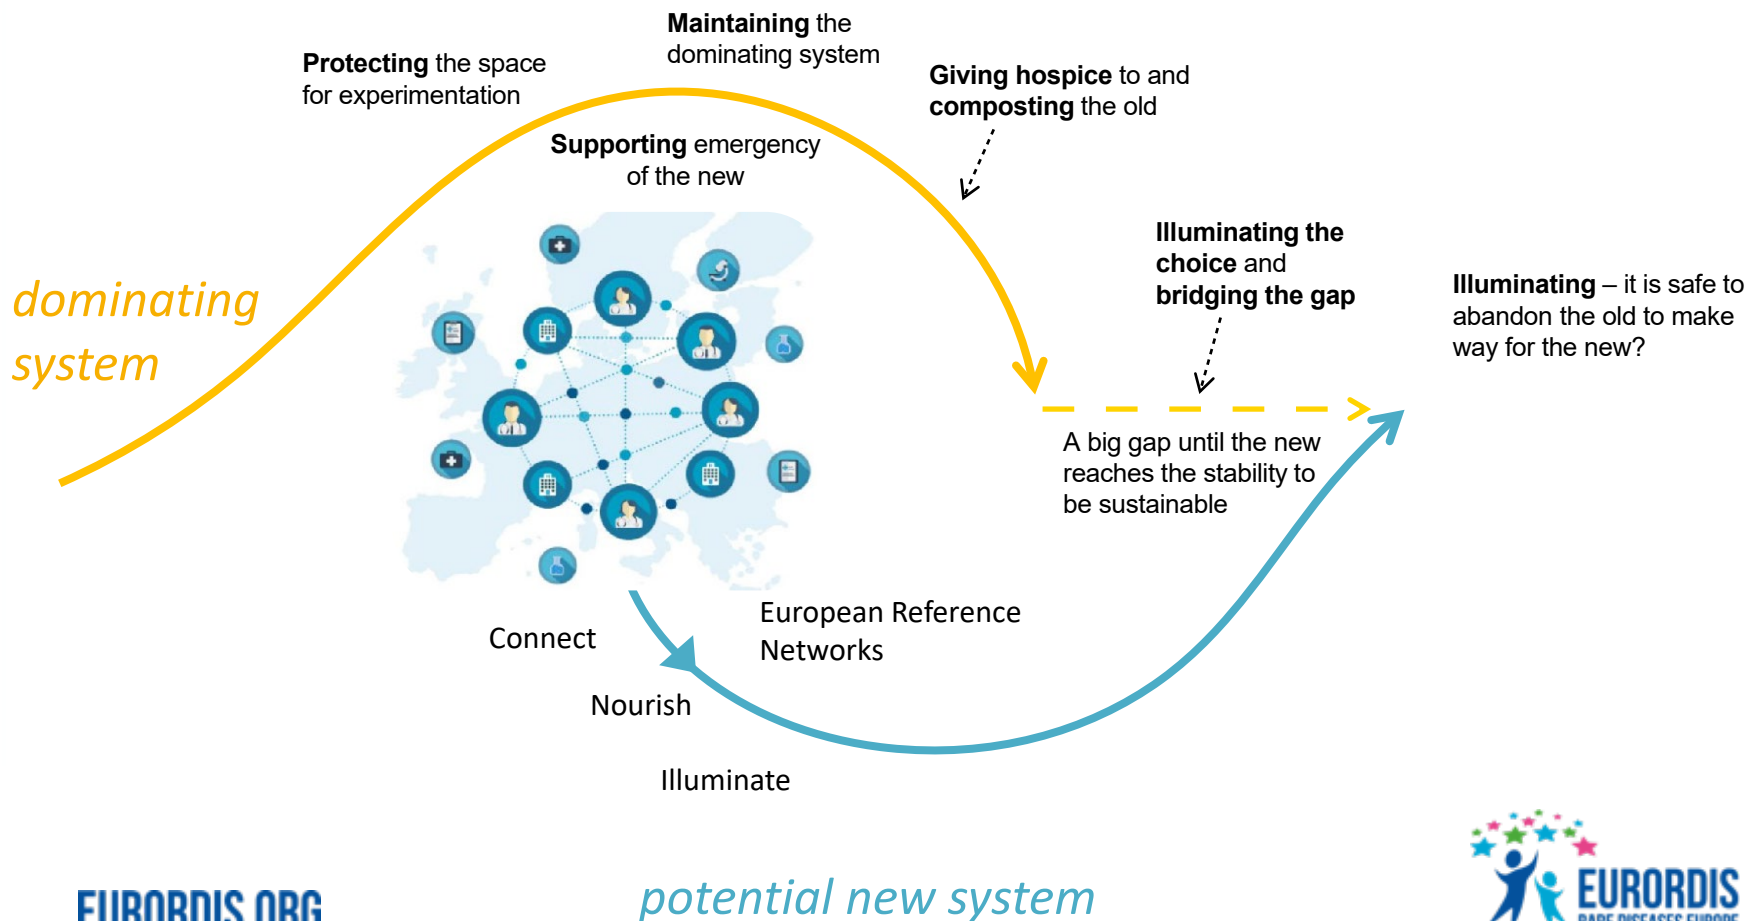 Maintaining the
dominating system
Protecting the space
for experimentation
Giving hospice to and
composting the old
Supporting emergency
of the new
Illuminating the
choice and
bridging the gap
Illuminating – it is safe to
abandon the old to make
way for the new?
dominating
system
A big gap until the new
reaches the stability to
be sustainable
European Reference
Networks
Connect
Nourish
Illuminate
potential new system
EURORDIS.ORG
EURORDIS
RARE DISEASES EUROPE